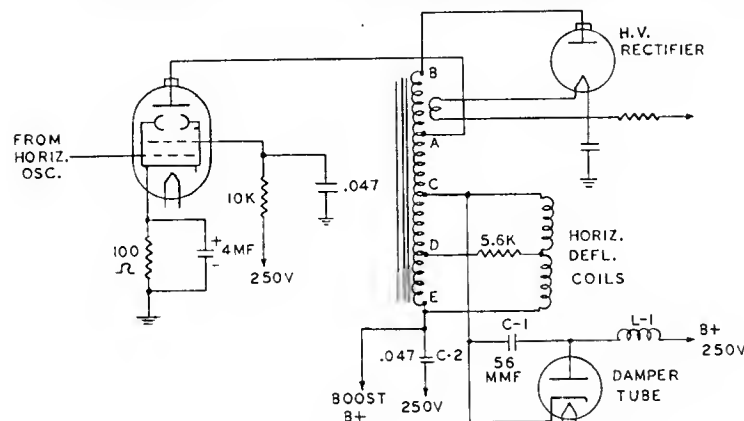 H.V.
RECTIFIER
B
A
FROM
HORIZ.
OSC.
10K
.047
C
100
Ω
+
4MF
-
250V
D
5.6K
HORIZ.
DEFL.
COILS
E
C-1
L-1
B+
250V
.047
C-2
56
MMF
DAMPER
TUBE
BOOST
B+
250V